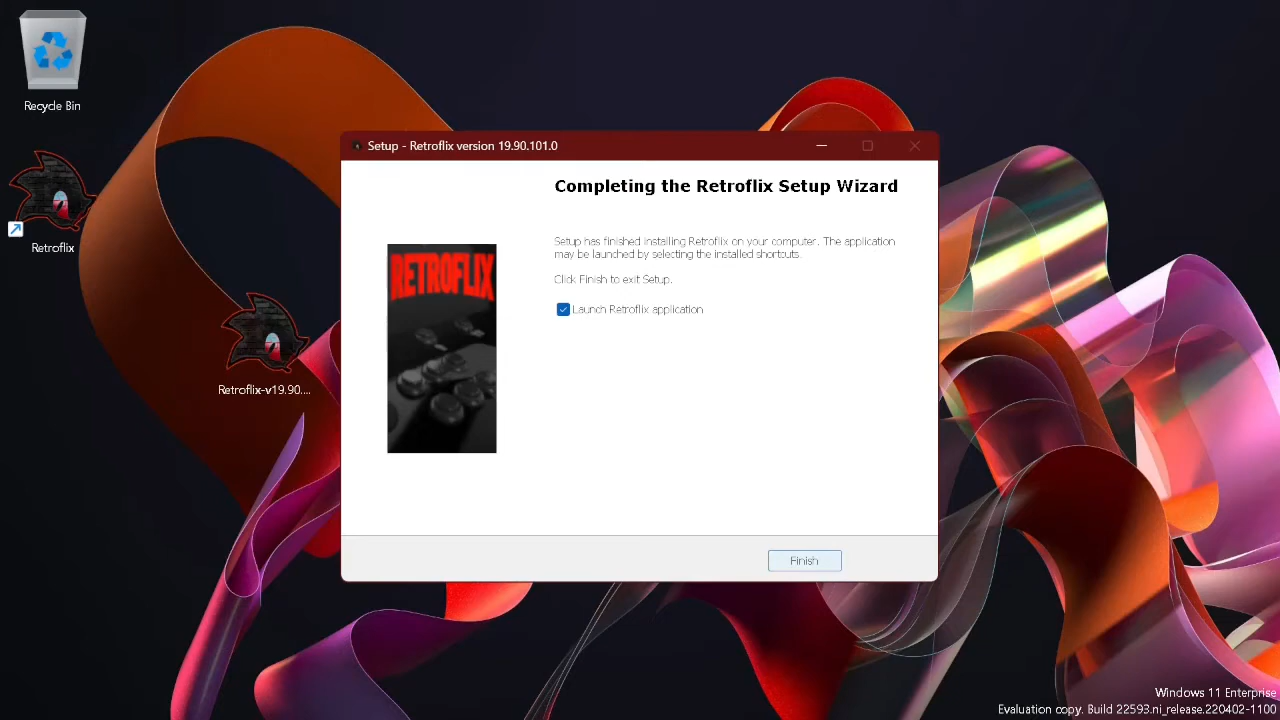 Recycle Bin
Retroflix
Retroflix-v19.90....
Setup - Retroflix version 19.90.101.0
Completing the Retroflix Setup Wizard
RETROFLIX
Setup has finished installing Retroflix on your computer. The application
may be launched by selecting the installed shortcuts.
Click Finish to exit Setup.
Launch Retroflix application
Finish
Windows 11 Enterprise
Evaluation copy. Build 22593.ni_release.220402-1100